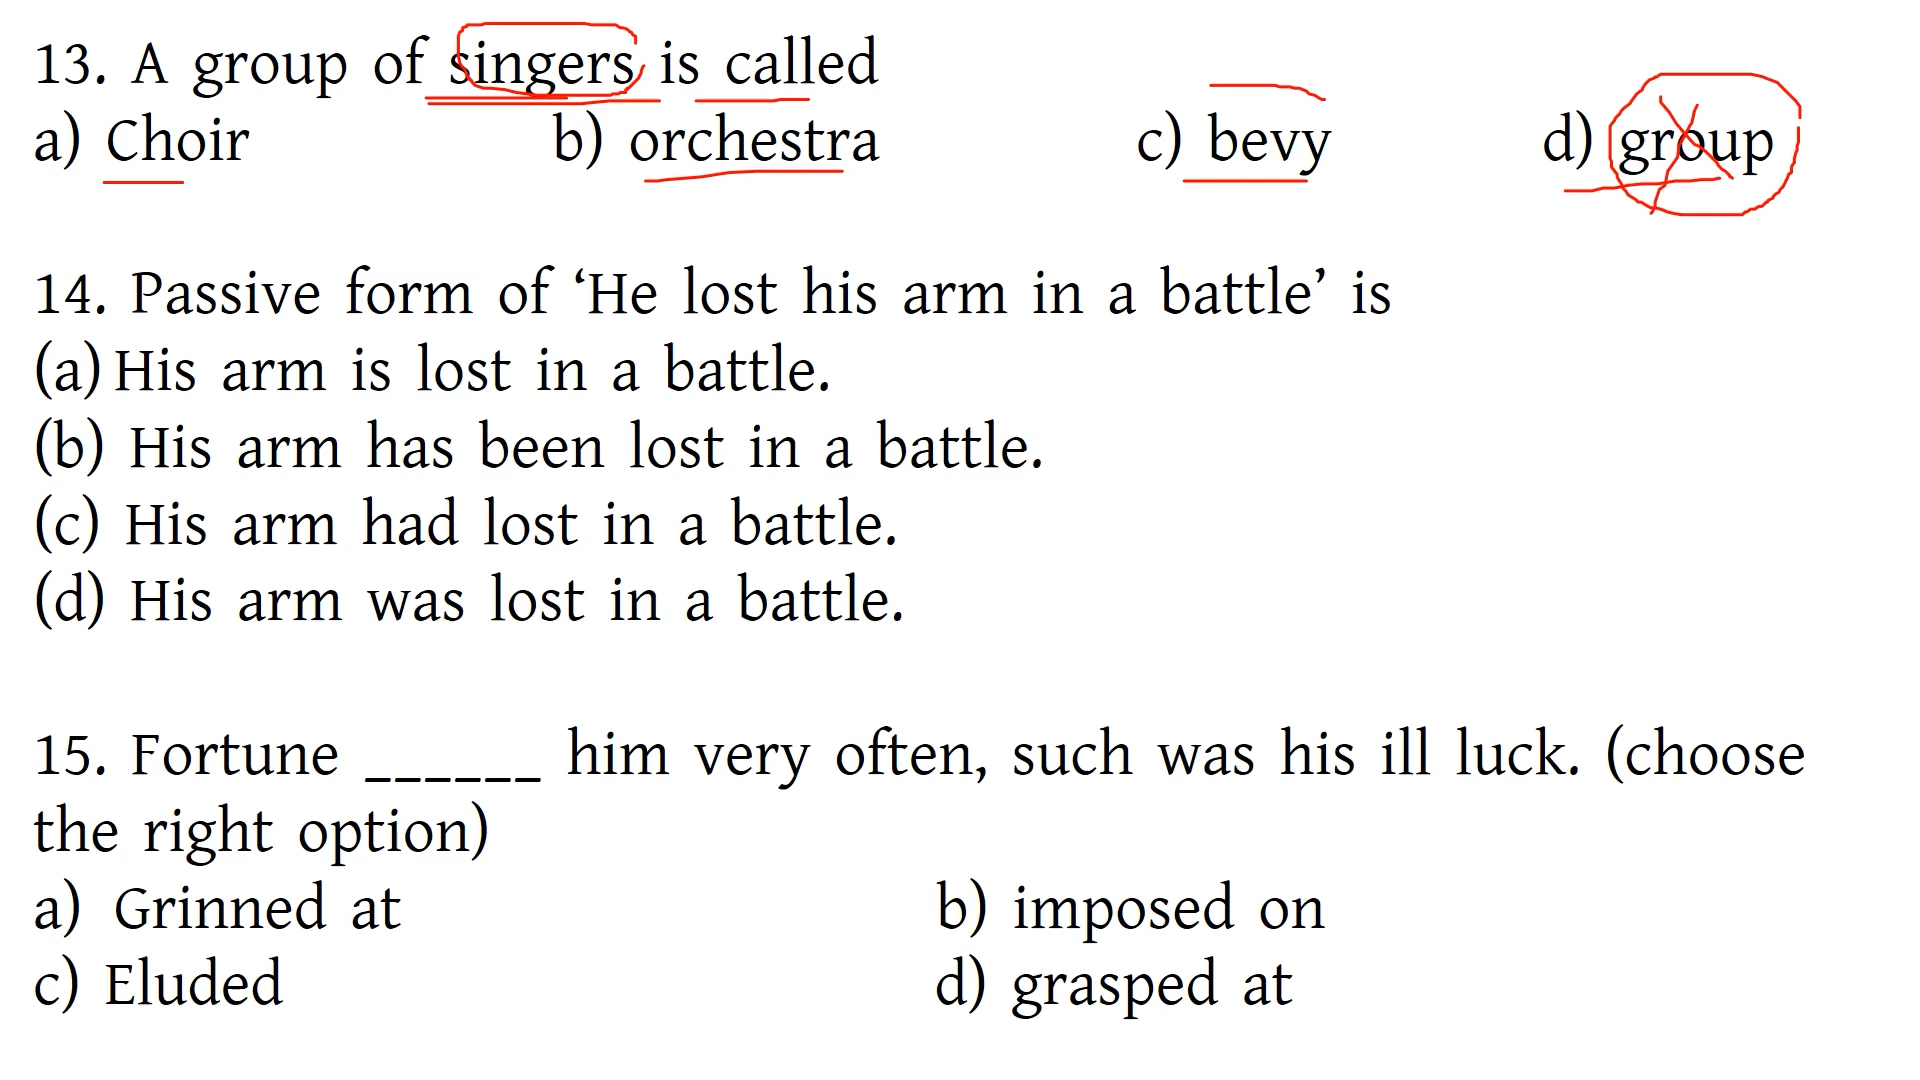 13. A group of singers is called
a) Choir b) orchestra c) bevy d) group
14. Passive form of ‘He lost his arm in a battle’ is
(a) His arm is lost in a battle.
(b) His arm has been lost in a battle.
(c) His arm had lost in a battle.
(d) His arm was lost in a battle.
15. Fortune ______ him very often, such was his ill luck. (choose
the right option)
a) Grinned at b) imposed on
c) Eluded d) grasped at